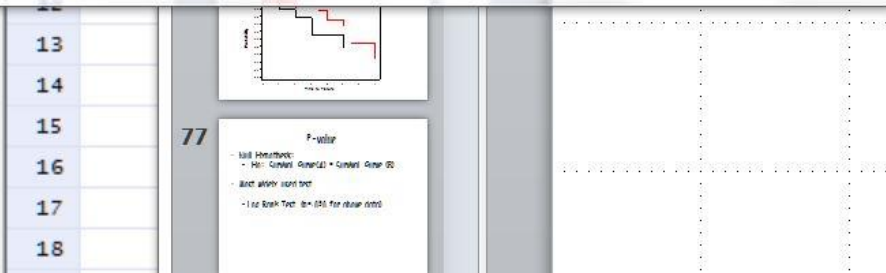 12
13
14
15
16
17
18
77
P-value
- Null Hypothesis:
- Ho: Survival Curve(A) = Survival Curve (B)
- Most widely used test
- Log Rank Test for above data)